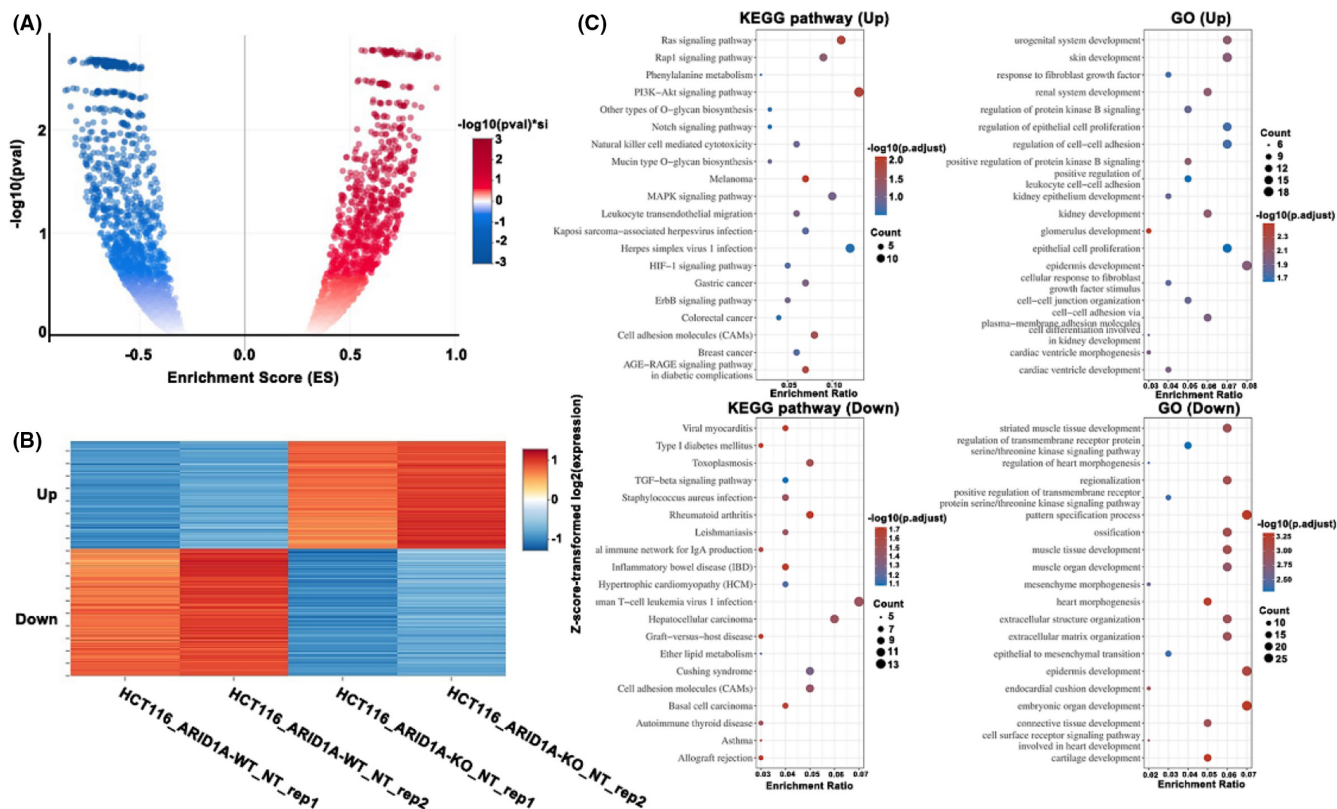 (A)
2
1
0
-log10(pval)
-0.5
0.0
0.5
1.0
Enrichment Score (ES)
-log10(pval)*si
3
2
1
0
-1
-2
-3
(B)
Up
Down
HCT116_ARID1A-WT_NT_rep1
HCT116_ARID1A-WT_NT_rep2
HCT116_ARID1A-KO_NT_rep1
HCT116_ARID1A-KO_NT_rep2
1
0
-1
Z-score-transformed log2(expression)
(C)
KEGG pathway (Up)
Ras signaling pathway
Rap1 signaling pathway
Phenylalanine metabolism
PI3K−Akt signaling pathway
Other types of O−glycan biosynthesis
Notch signaling pathway
Natural killer cell mediated cytotoxicity
Mucin type O−glycan biosynthesis
Melanoma
MAPK signaling pathway
Leukocyte transendothelial migration
Kaposi sarcoma−associated herpesvirus infection
Herpes simplex virus 1 infection
HIF−1 signaling pathway
Gastric cancer
ErbB signaling pathway
Colorectal cancer
Cell adhesion molecules (CAMs)
Breast cancer
AGE−RAGE signaling pathway
in diabetic complications
0.05
0.10
Enrichment Ratio
-log10(p.adjust)
2.0
1.5
1.0
Count
5
10
GO (Up)
urogenital system development
skin development
response to fibroblast growth factor
renal system development
regulation of protein kinase B signaling
regulation of epithelial cell proliferation
regulation of cell−cell adhesion
positive regulation of protein kinase B signaling
positive regulation of
leukocyte cell−cell adhesion
kidney epithelium development
kidney development
glomerulus development
epithelial cell proliferation
epidermis development
cellular response to fibroblast
growth factor stimulus
cell−cell junction organization
cell−cell adhesion via
plasma−membrane adhesion molecules
cell differentiation involved
in kidney development
cardiac ventricle morphogenesis
cardiac ventricle development
0.03 0.04 0.05 0.06 0.07 0.08
Enrichment Ratio
Count
6
9
12
15
18
-log10(p.adjust)
2.3
2.1
1.9
1.7
KEGG pathway (Down)
Viral myocarditis
Type I diabetes mellitus
Toxoplasmosis
TGF−beta signaling pathway
Staphylococcus aureus infection
Rheumatoid arthritis
Leishmaniasis
al immune network for IgA production
Inflammatory bowel disease (IBD)
Hypertrophic cardiomyopathy (HCM)
man T−cell leukemia virus 1 infection
Hepatocellular carcinoma
Graft−versus−host disease
Ether lipid metabolism
Cushing syndrome
Cell adhesion molecules (CAMs)
Basal cell carcinoma
Autoimmune thyroid disease
Asthma
Allograft rejection
0.03 0.04 0.05 0.06 0.07
Enrichment Ratio
-log10(p.adjust)
1.7
1.6
1.5
1.4
1.3
1.2
1.1
Count
5
7
9
11
13
GO (Down)
striated muscle tissue development
regulation of transmembrane receptor protein
serine/threonine kinase signaling pathway
regulation of heart morphogenesis
regionalization
positive regulation of transmembrane receptor
protein serine/threonine kinase signaling pathway
pattern specification process
ossification
muscle tissue development
muscle organ development
mesenchyme morphogenesis
heart morphogenesis
extracellular structure organization
extracellular matrix organization
epithelial to mesenchymal transition
epidermis development
endocardial cushion development
embryonic organ development
connective tissue development
cell surface receptor signaling pathway
involved in heart development
cartilage development
0.02 0.03 0.04 0.05 0.06 0.07
Enrichment Ratio
-log10(p.adjust)
3.25
3.00
2.75
2.50
Count
10
15
20
25